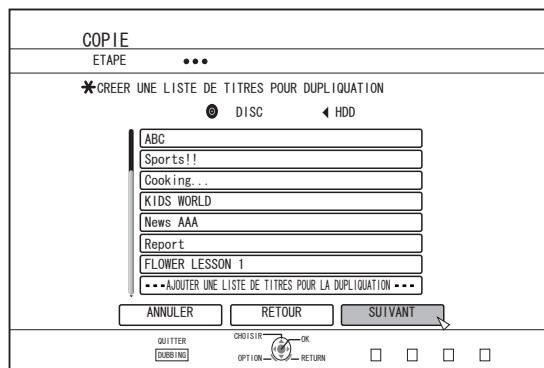 COPIE
ETAPE
CREER UNE LISTE DE TITRES POUR DUPLIQUATION
DISC HDD
ABC
Sports!!
Cooking...
KIDS WORLD
News AAA
Report
FLOWER LESSON 1
---AJOUTER UNE LISTE DE TITRES POUR LA DUPLIQUATION ---
ANNULER RETOUR SUIVANT
QUITTER CHOISIR OK
DUBBING OPTION RETURN